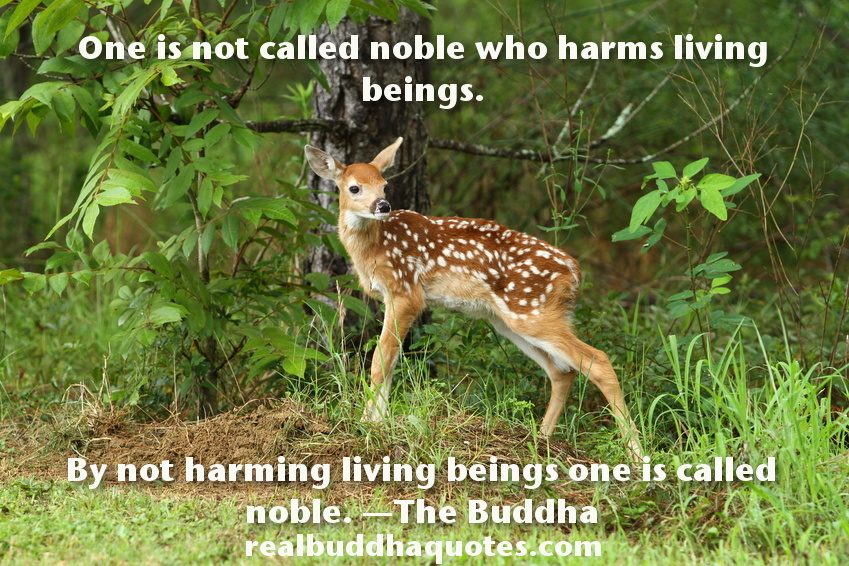 One is not called noble who harms living
beings.
By not harming living beings one is called
noble. —The Buddha
realbuddhaquotes.com